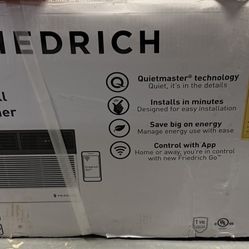 IEDRICH
Quietmaster® technology
Quiet, it's in the details
Installs in minutes
Designed for easy Installation
Save big on energy
Manage energy use with ease
Control with App
Home or away, you're in control
with new Friedrich Go™